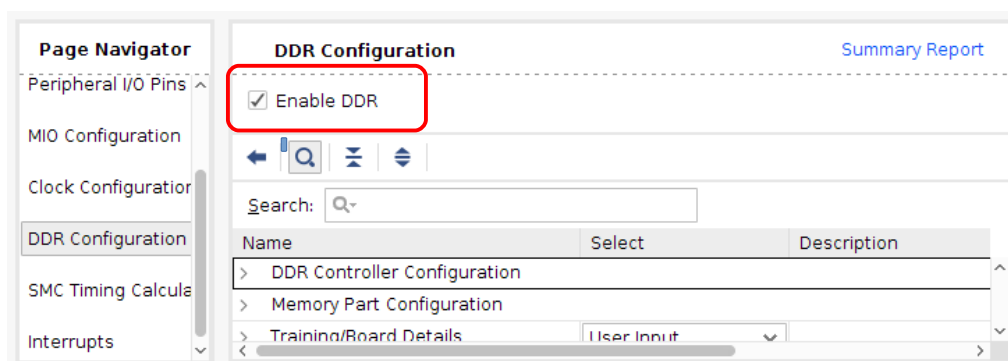 Page Navigator
Peripheral I/O Pins
MIO Configuration
Clock Configuration
DDR Configuration
SMC Timing Calcula
Interrupts
DDR Configuration
Summary Report
Enable DDR
Search:
Name Select Description
DDR Controller Configuration
Memory Part Configuration
Training/Board Details User Input